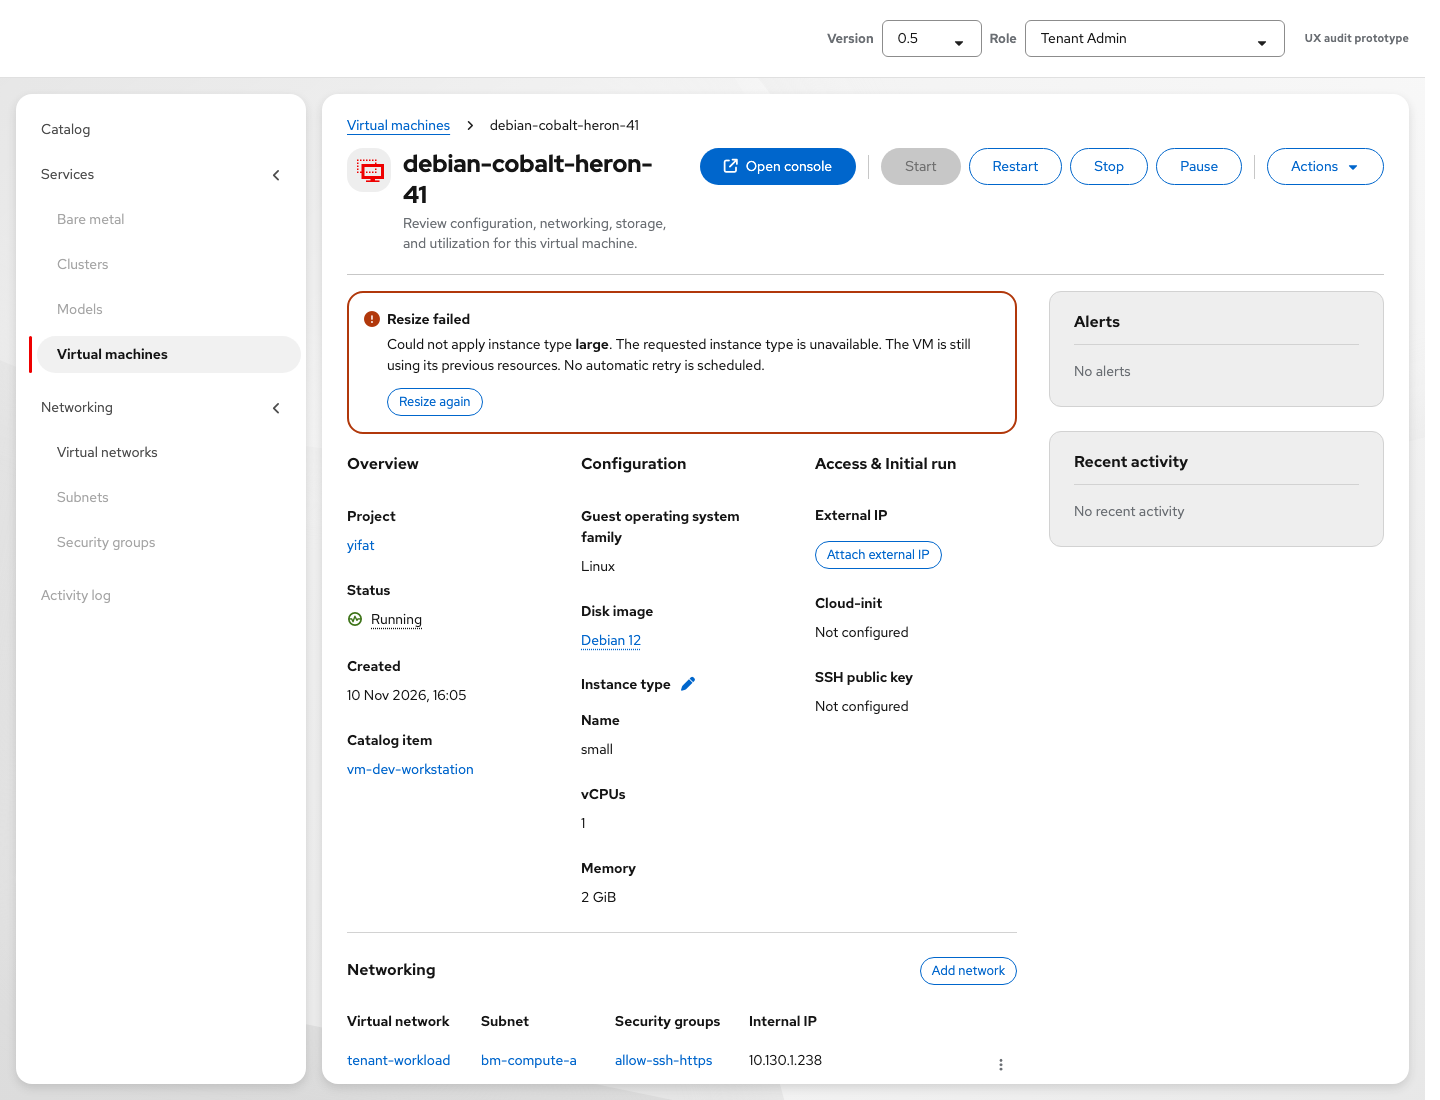 Version 0.5 Role Tenant Admin UX audit prototype
Catalog
Services
Bare metal
Clusters
Models
Virtual machines
Networking
Virtual networks
Subnets
Security groups
Activity log
Virtual machines debian-cobalt-heron-41
debian-cobalt-heron-
41
Review configuration, networking, storage,
and utilization for this virtual machine.
Open console Start Restart Stop Pause Actions
Resize failed
Could not apply instance type large. The requested instance type is unavailable. The VM is still
using its previous resources. No automatic retry is scheduled.
Resize again
Overview
Project
yifat
Status
Running
Created
10 Nov 2026, 16:05
Catalog item
vm-dev-workstation
Configuration
Guest operating system
family
Linux
Disk image
Debian 12
Instance type
Name
small
vCPUs
1
Memory
2 GiB
Access & Initial run
External IP
Attach external IP
Cloud-init
Not configured
SSH public key
Not configured
Networking Add network
Virtual network Subnet Security groups Internal IP
tenant-workload bm-compute-a allow-ssh-https 10.130.1.238
Alerts
No alerts
Recent activity
No recent activity